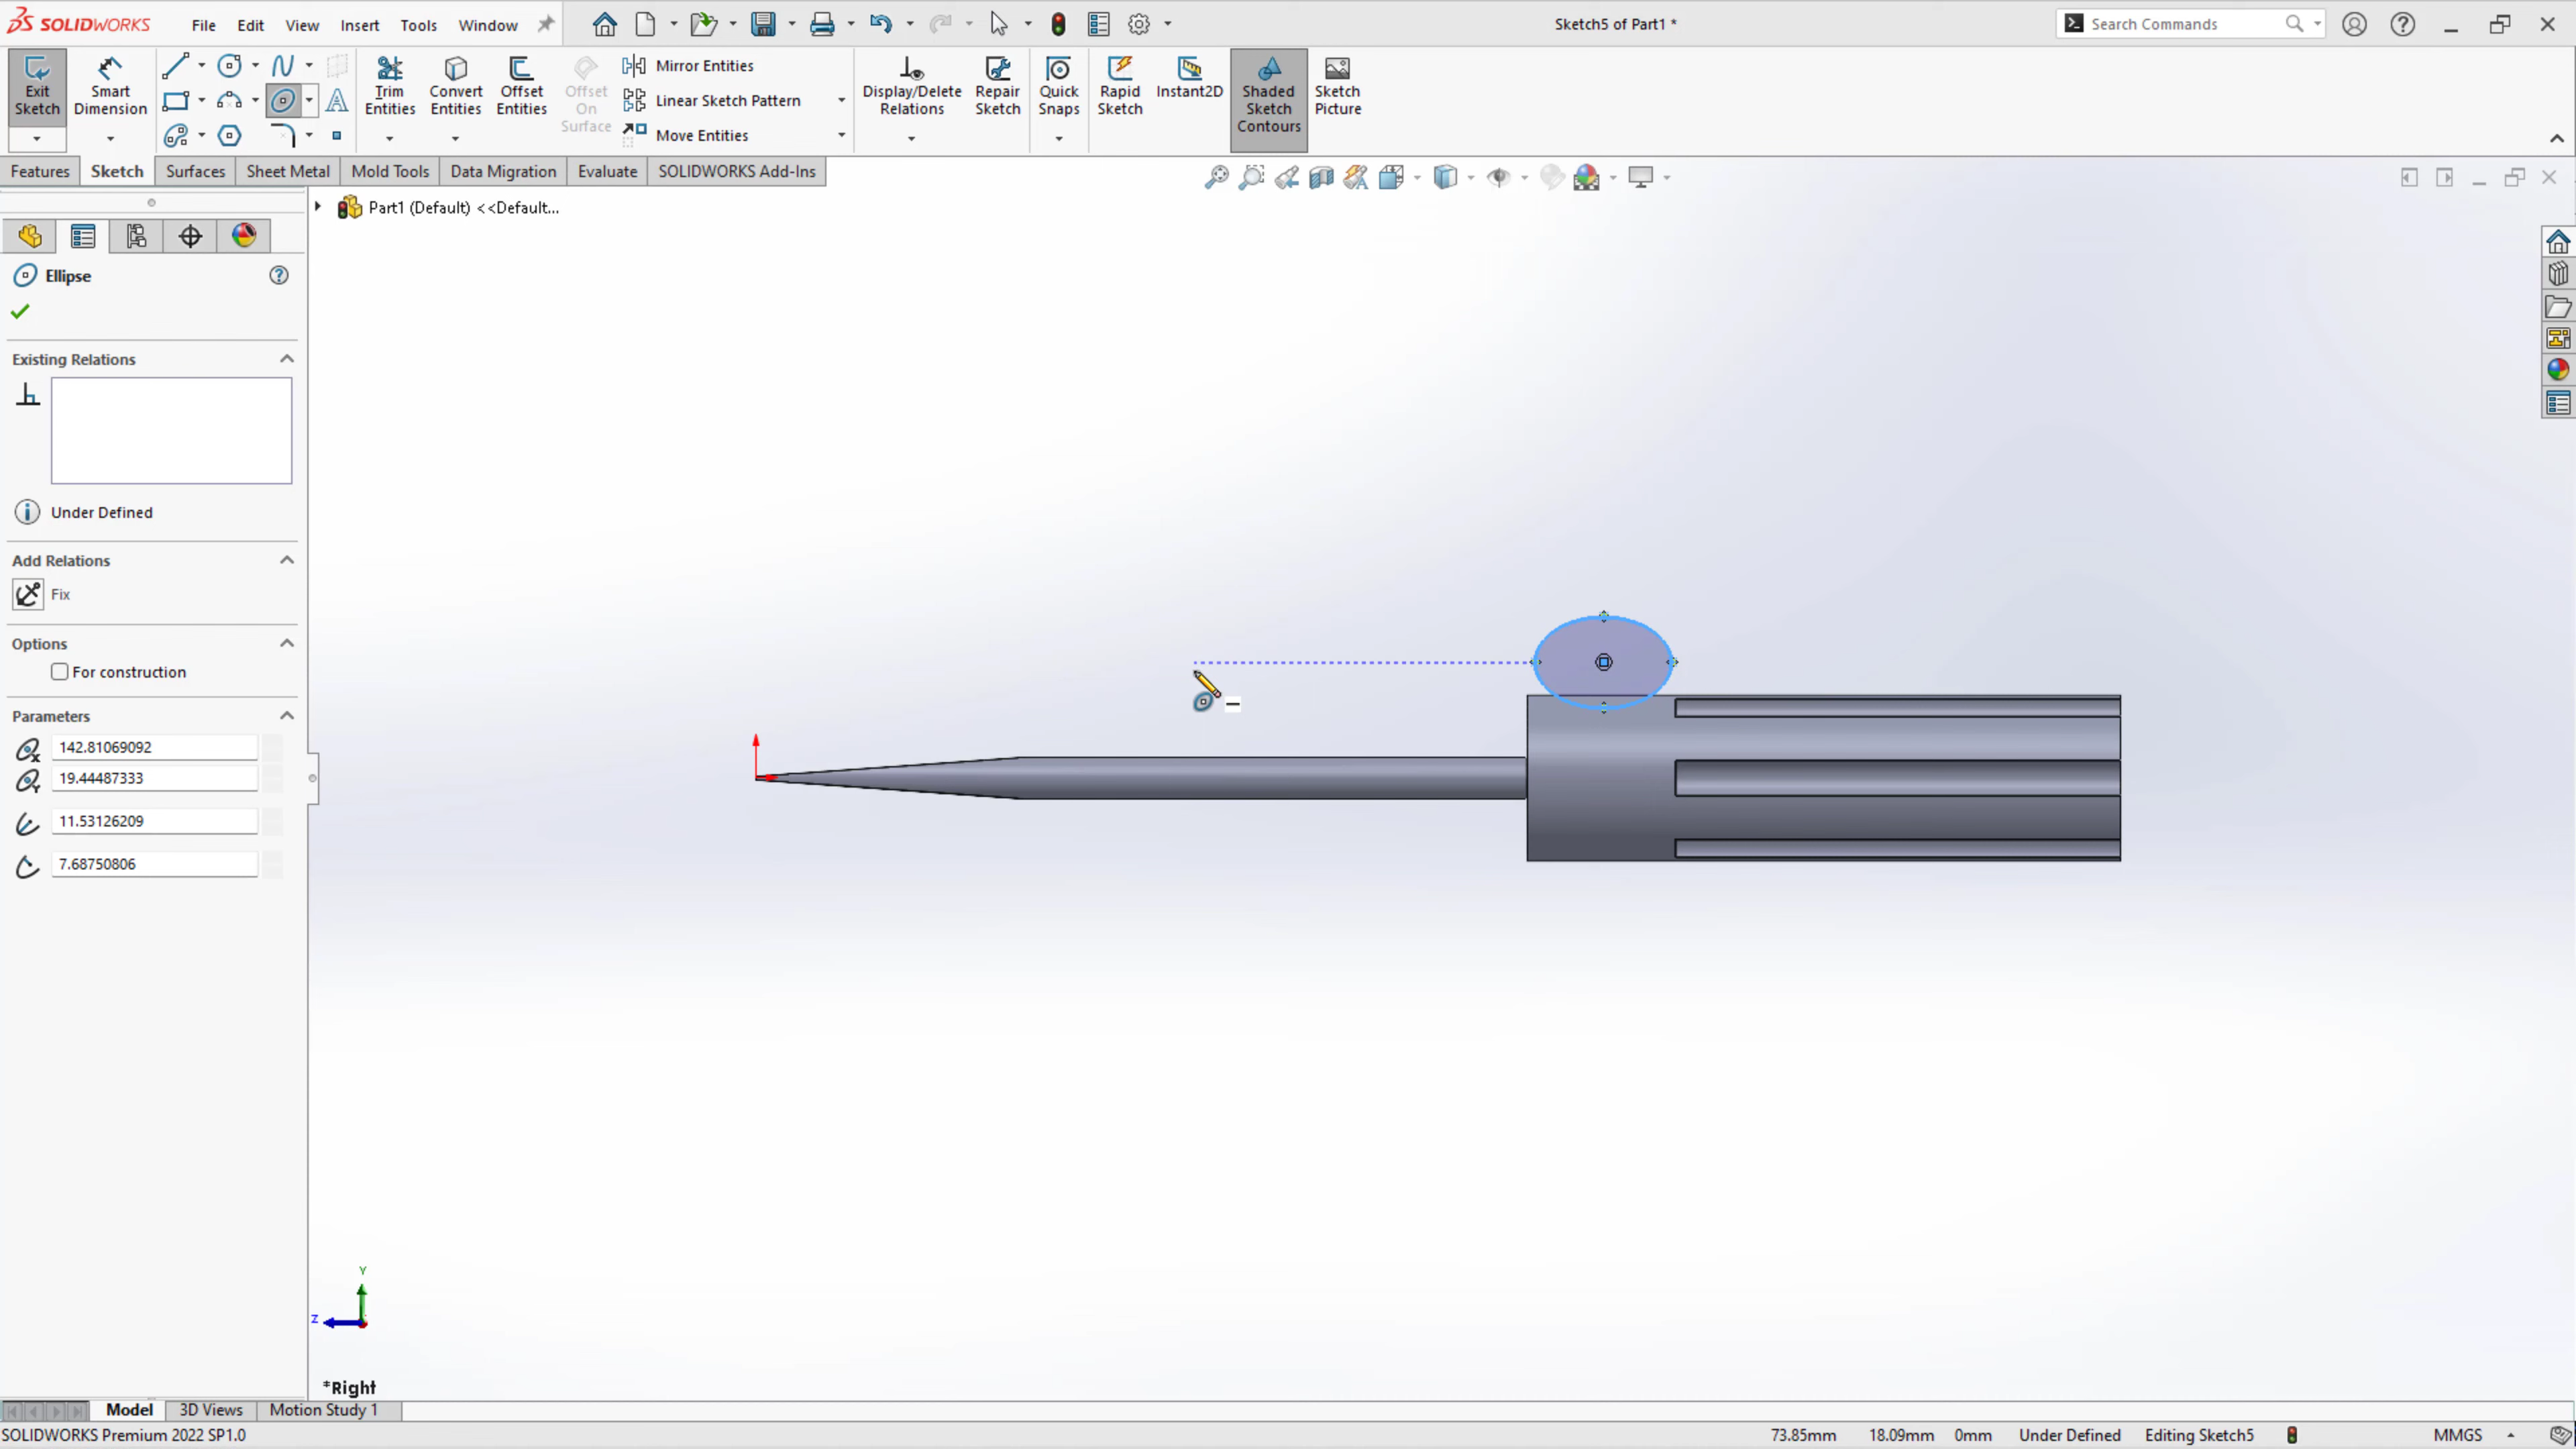 SOLIDWORKS File Edit View Insert Tools Window Sketch5 of Part1 * Search Commands
Exit Sketch
Smart Dimension
Trim Entities
Convert Entities
Offset Entities
Offset On Surface
Mirror Entities
Linear Sketch Pattern
Move Entities
Display/Delete Relations
Repair Sketch
Quick Snaps
Rapid Sketch
Instant2D
Shaded Sketch Contours
Sketch Picture
Features Sketch Surfaces Sheet Metal Mold Tools Data Migration Evaluate SOLIDWORKS Add-Ins
Part1 (Default) <<Default...
Ellipse
Existing Relations
Under Defined
Add Relations
Fix
Options
For construction
Parameters
142.81069092
19.44487333
11.53126209
7.68750806
Y
Z
*Right
Model 3D Views Motion Study 1
SOLIDWORKS Premium 2022 SP1.0 73.85mm 18.09mm 0mm Under Defined Editing Sketch5 MMGS